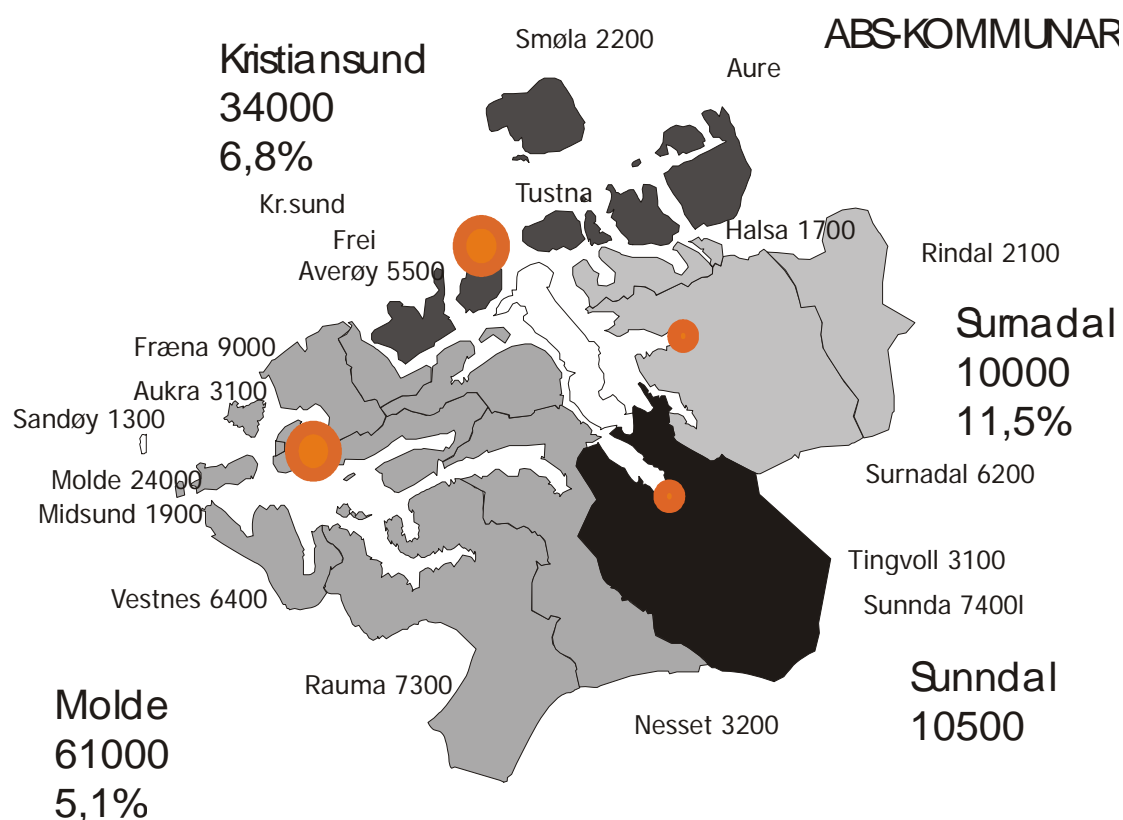 ABS-KOMMUNAR
Smøla 2200
Kristiansund
34000
6,8%
Aure
Kr.sund
Tustna
Frei
Averøy 5500
Halsa 1700
Rindal 2100
Surnadal
10000
11,5%
Fræna 9000
Aukra 3100
Sandøy 1300
Molde 24000
Midsund 1900
Surnadal 6200
Vestnes 6400
Tingvoll 3100
Sunnda 7400l
Rauma 7300
Nesset 3200
Sunndal
10500
Molde
61000
5,1%